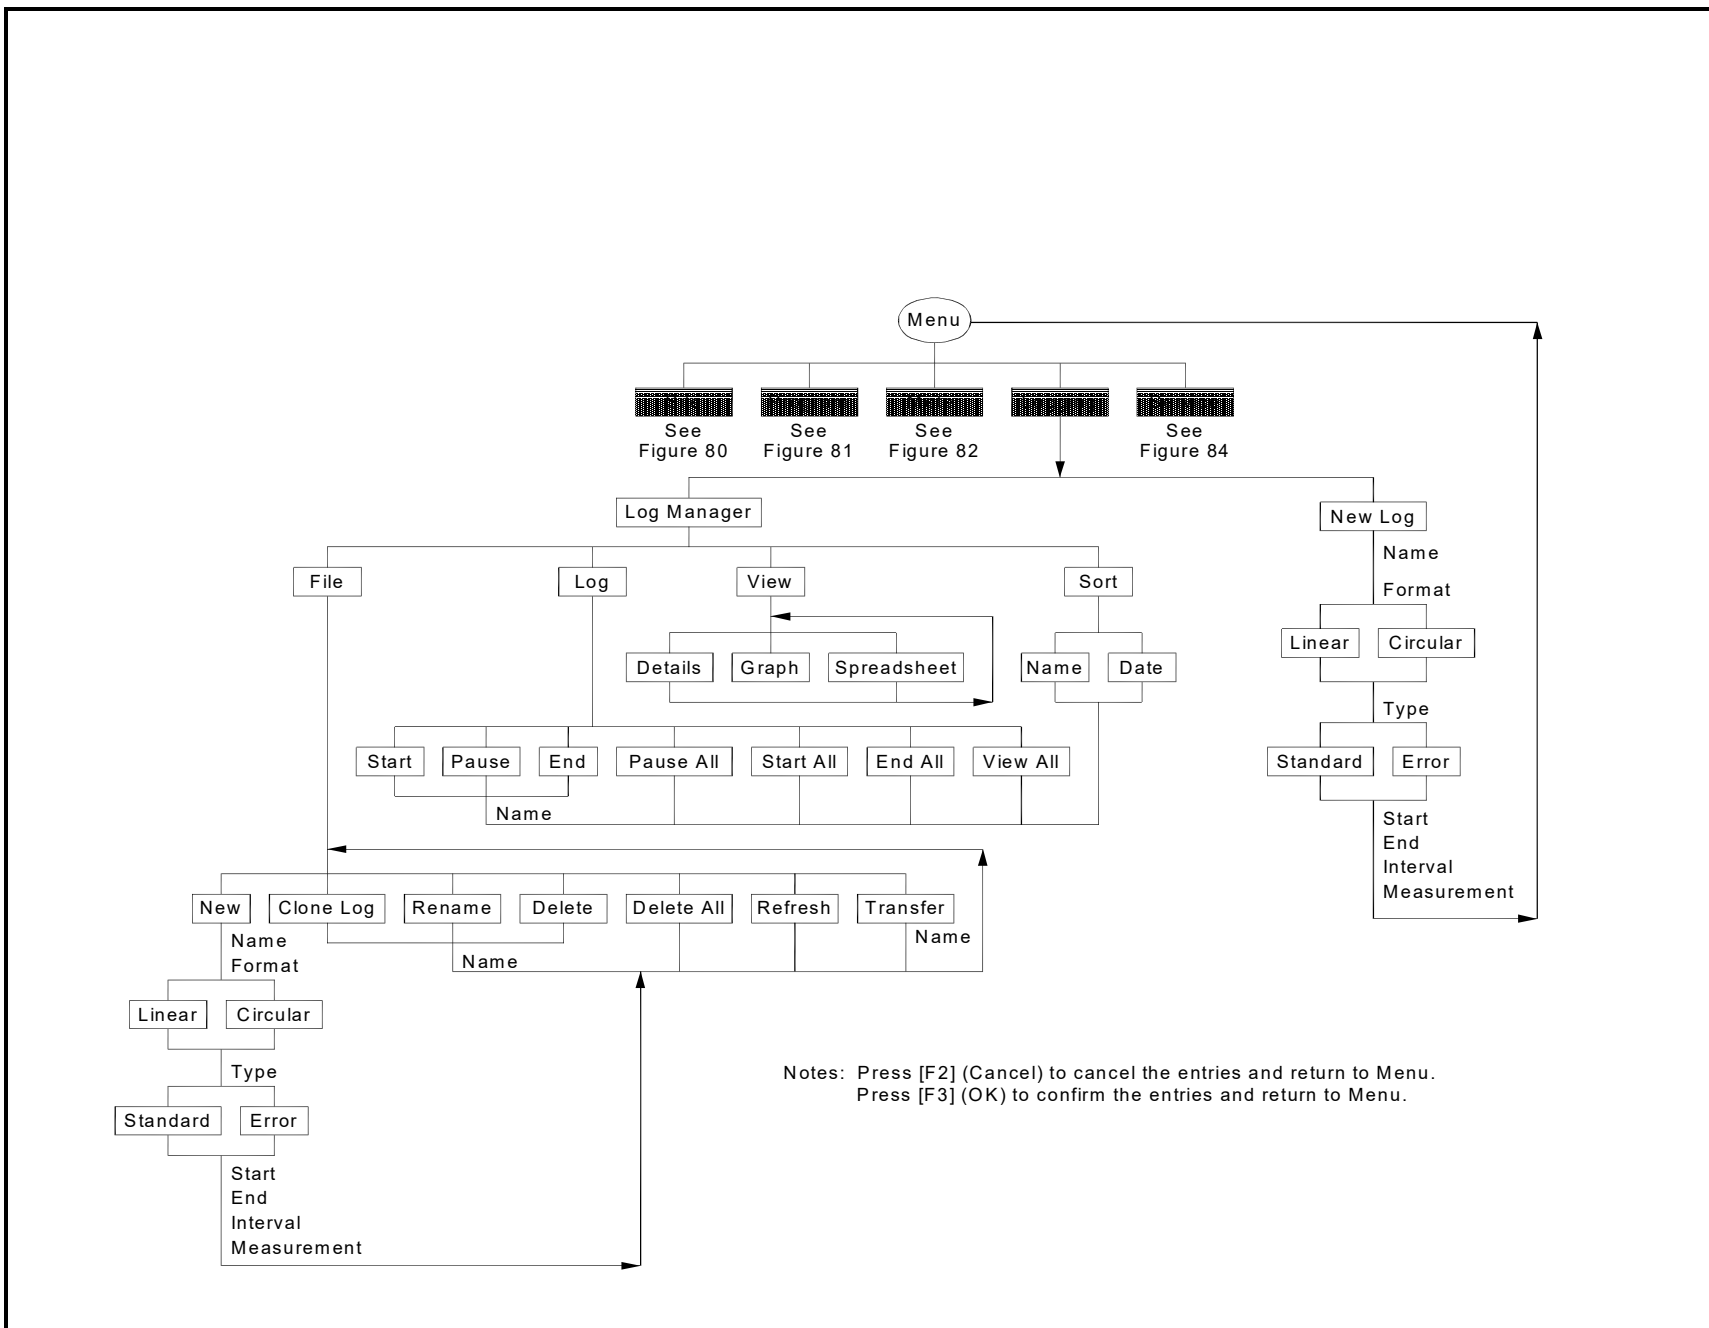 Menu
See
Figure 80
See
Figure 81
See
Figure 82
See
Figure 84
Log Manager
New Log
Name
Format
Linear
Circular
Type
Standard
Error
Start
End
Interval
Measurement
File
Log
View
Sort
Details
Graph
Spreadsheet
Name
Date
Start
Pause
End
Pause All
Start All
End All
View All
Name
New
Clone Log
Rename
Delete
Delete All
Refresh
Transfer
Name
Name
Name
Format
Linear
Circular
Type
Standard
Error
Start
End
Interval
Measurement
Notes: Press [F2] (Cancel) to cancel the entries and return to Menu.
Press [F3] (OK) to confirm the entries and return to Menu.